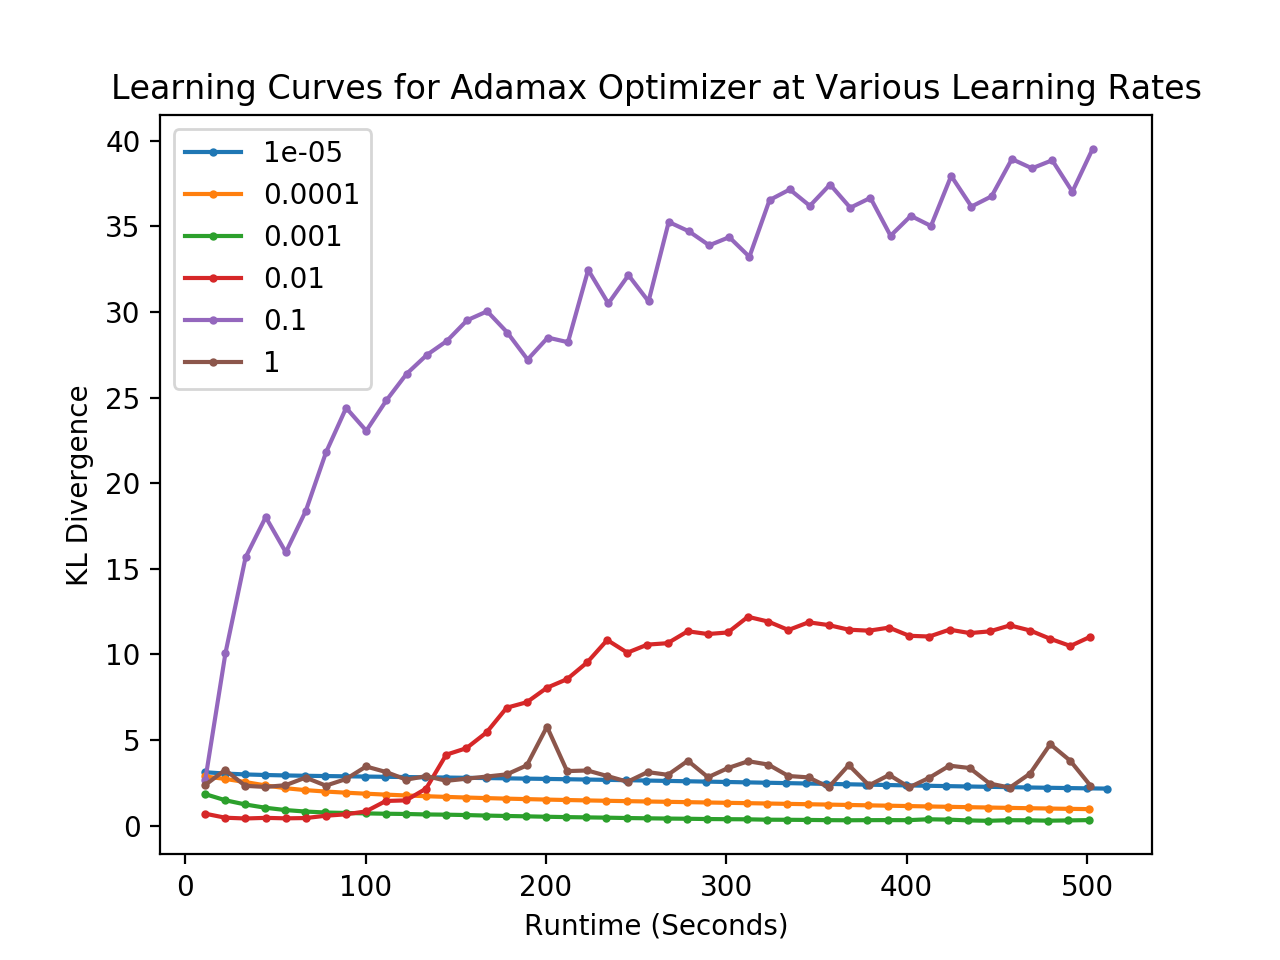 Learning Curves for Adamax Optimizer at Various Learning Rates
1e-05
0.0001
0.001
0.01
0.1
1
40
35
30
25
20
15
10
5
0
KL Divergence
0 100 200 300 400 500
Runtime (Seconds)